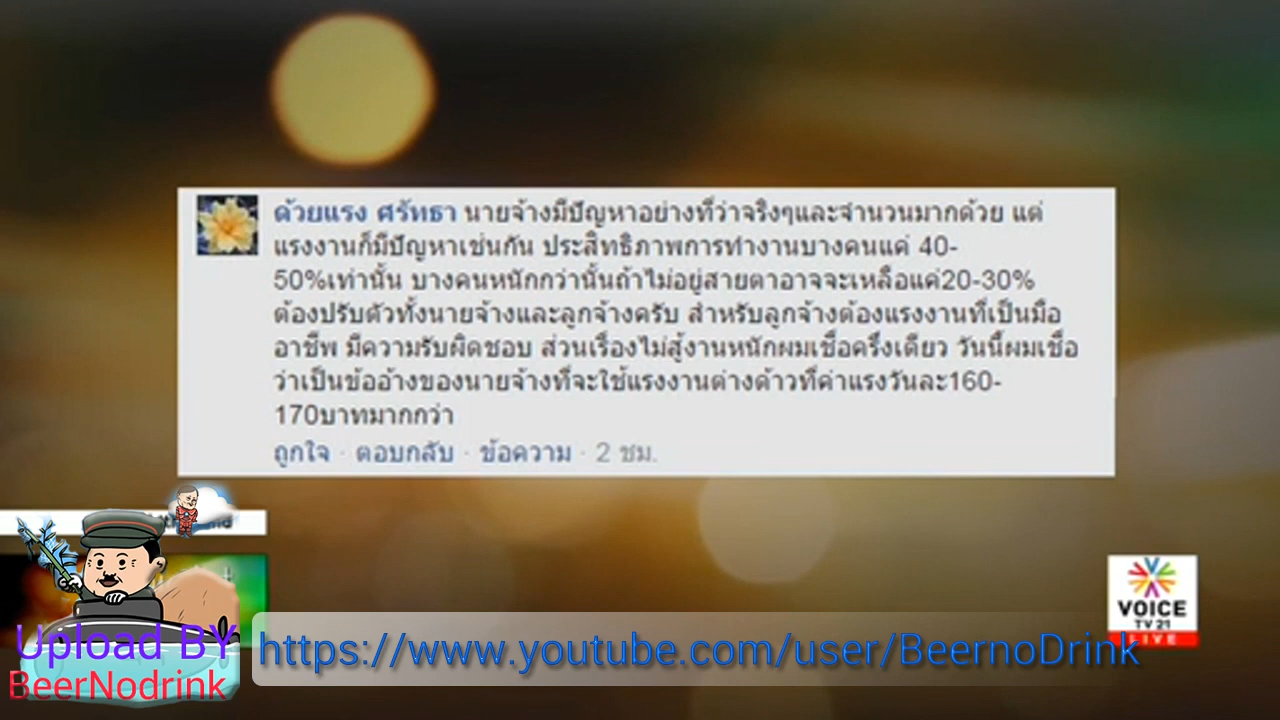 ด้วยแรง ศรัทธา นายจ้างมีปัญหาอย่างที่ว่าจริงๆและจำนวนมากด้วย แต่
แรงงานก็มีปัญหาเช่นกัน ประสิทธิภาพการทำงานบางคนแค่ 40-
50%เท่านั้น บางคนหนักกว่านั้นถ้าไม่อยู่สายตาอาจจะเหลือแค่20-30%
ต้องปรับตัวทั้งนายจ้างและลูกจ้างครับ สำหรับลูกจ้างต้องแรงงานที่เป็นมือ
อาชีพ มีความรับผิดชอบ ส่วนเรื่องไม่สู้งานหนักผมเชื่อครึ่งเดียว วันนี้ผมเชื่อ
ว่าเป็นข้ออ้างของนายจ้างที่จะใช้แรงงานต่างด้าวที่ค่าแรงวันละ160-
170บาทมากกว่า
ถูกใจ · ตอบกลับ · ข้อความ · 2 ชม.
VOICE
TV 21
LIVE
Upload BY
BeerNodrink
https://www.youtube.com/user/BeernoDrink